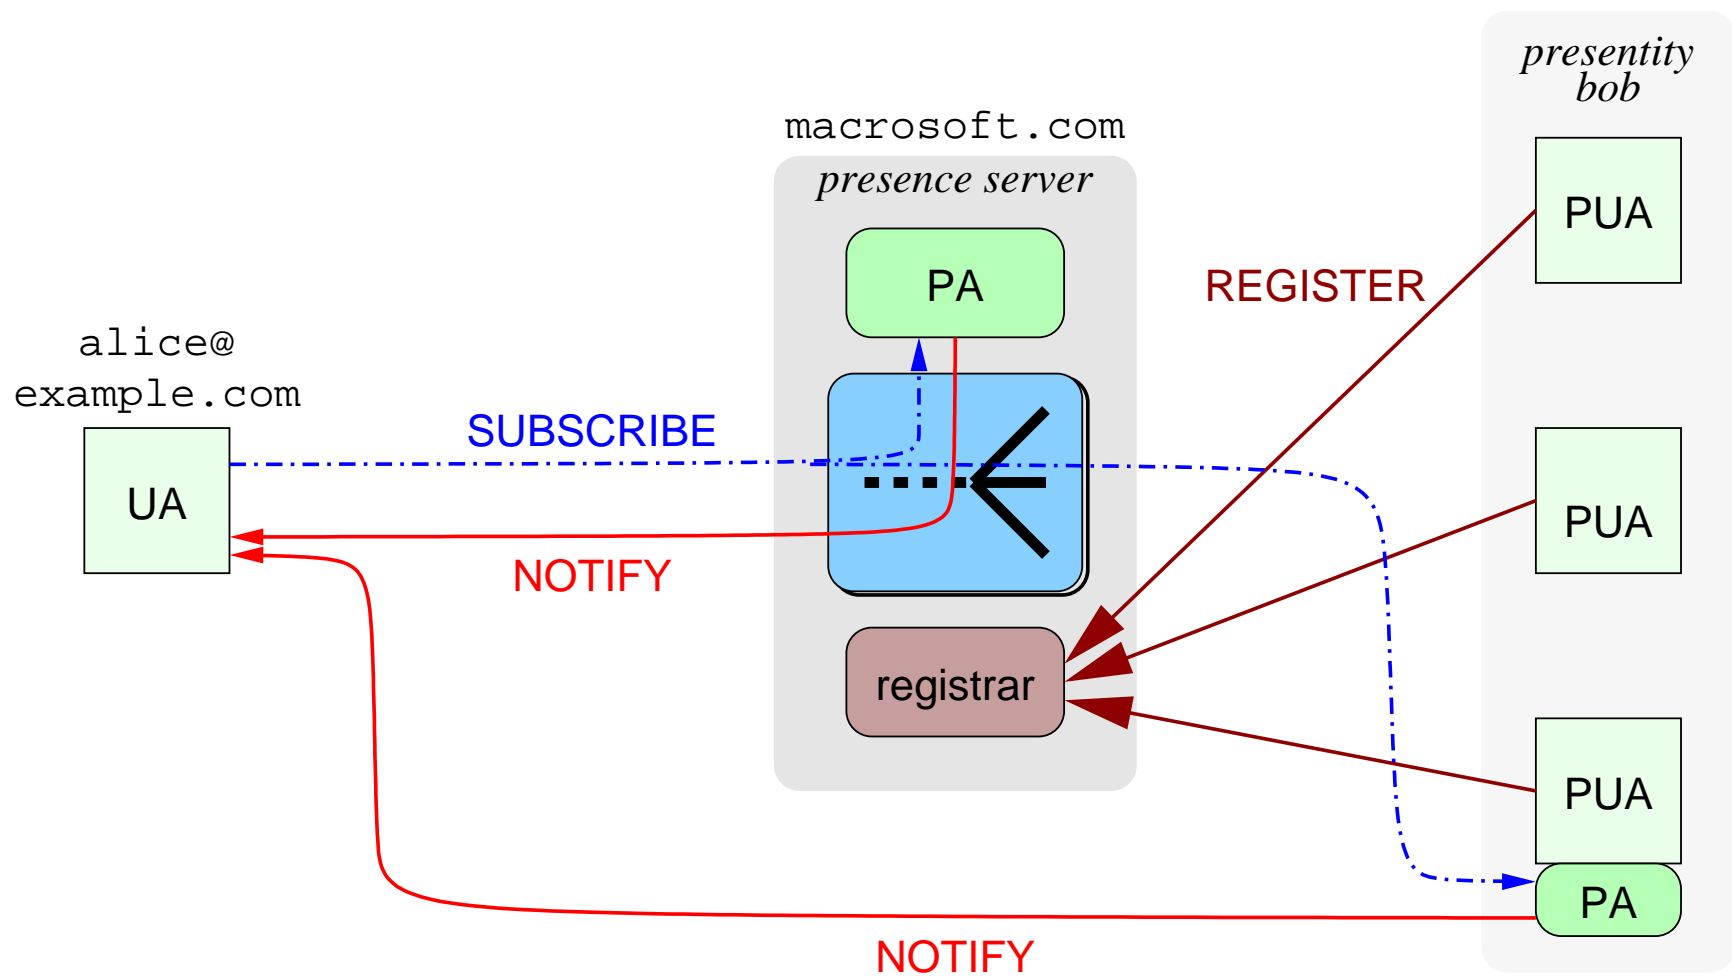 presentity
bob
macrosoft.com
presence server
PUA
PA
REGISTER
alice@
example.com
SUBSCRIBE
UA
PUA
NOTIFY
registrar
PUA
PA
NOTIFY